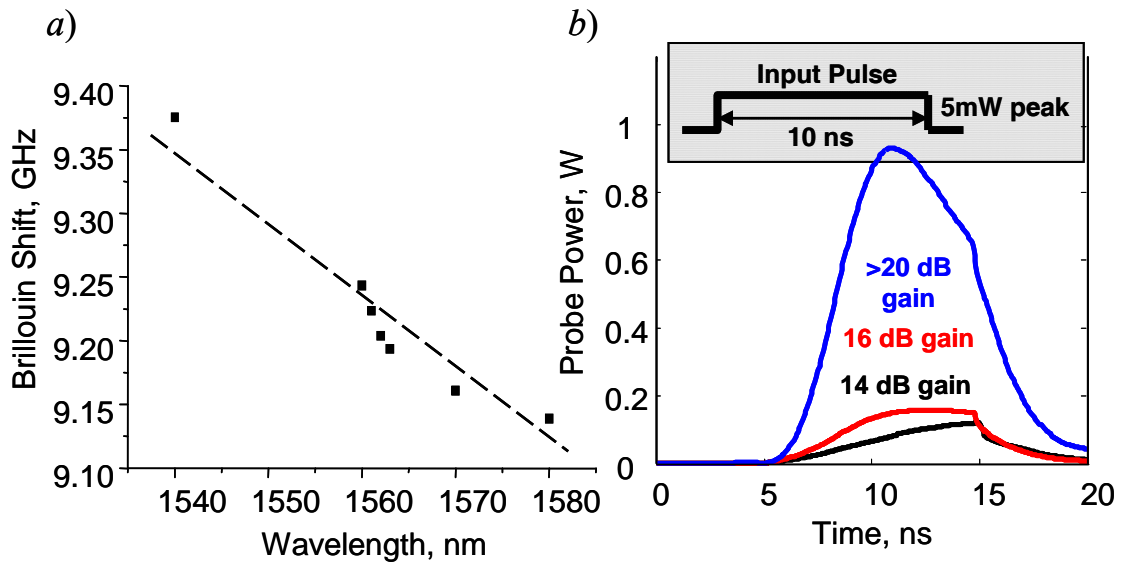 a)
9.40
9.35
9.30
9.25
9.20
9.15
9.10
Brillouin Shift, GHz
1540
1550
1560
1570
1580
Wavelength, nm
b)
Input Pulse
5mW peak
10 ns
1
0.8
0.6
0.4
0.2
0
Probe Power, W
>20 dB
gain
16 dB gain
14 dB gain
0
5
10
15
20
Time, ns